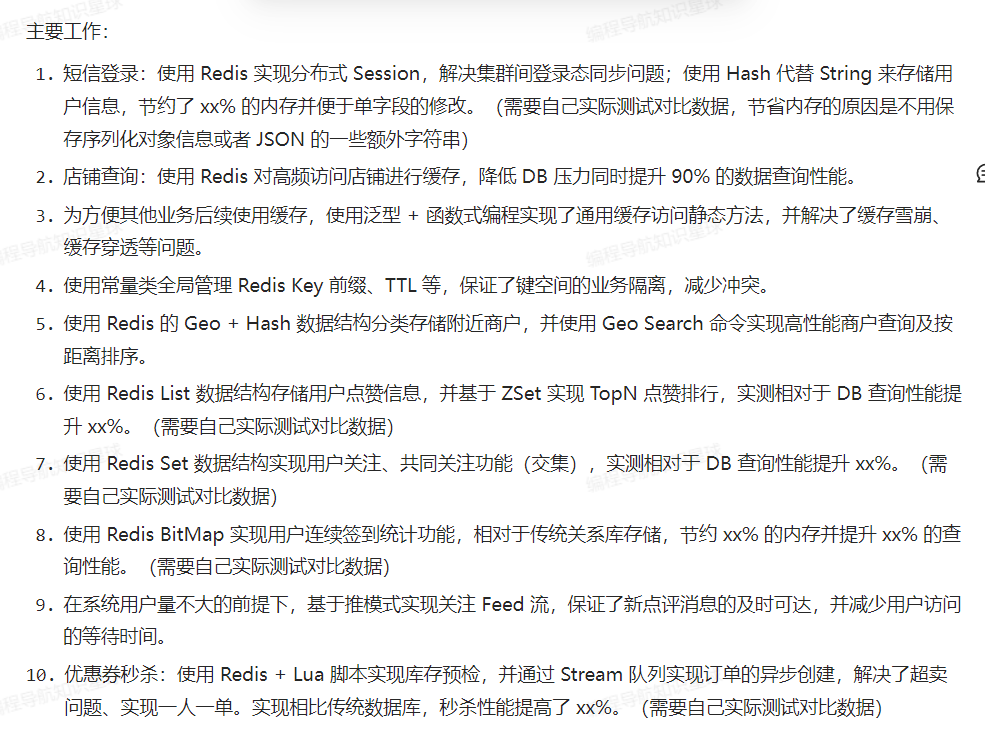 主要工作：
1. 短信登录：使用 Redis 实现分布式 Session，解决集群间登录态同步问题；使用 Hash 代替 String 来存储用
户信息，节约了 xx% 的内存并便于单字段的修改。（需要自己实际测试对比数据，节省内存的原因是不用保
存序列化对象信息或者 JSON 的一些额外字符串）
2. 店铺查询：使用 Redis 对高频访问店铺进行缓存，降低 DB 压力同时提升 90% 的数据查询性能。
3. 为方便其他业务后续使用缓存，使用泛型 + 函数式编程实现了通用缓存访问静态方法，并解决了缓存雪崩、
缓存穿透等问题。
4. 使用常量类全局管理 Redis Key 前缀、TTL 等，保证了键空间的业务隔离，减少冲突。
5. 使用 Redis 的 Geo + Hash 数据结构分类存储附近商户，并使用 Geo Search 命令实现高性能商户查询及按
距离排序。
6. 使用 Redis List 数据结构存储用户点赞信息，并基于 ZSet 实现 TopN 点赞排行，实测相对于 DB 查询性能提
升 xx%。（需要自己实际测试对比数据）
7. 使用 Redis Set 数据结构实现用户关注、共同关注功能（交集），实测相对于 DB 查询性能提升 xx%。（需
要自己实际测试对比数据）
8. 使用 Redis BitMap 实现用户连续签到统计功能，相对于传统关系库存储，节约 xx% 的内存并提升 xx% 的查
询性能。（需要自己实际测试对比数据）
9. 在系统用户量不大的前提下，基于推模式实现关注 Feed 流，保证了新点评消息的及时可达，并减少用户访问
的等待时间。
10. 优惠券秒杀：使用 Redis + Lua 脚本实现库存预检，并通过 Stream 队列实现订单的异步创建，解决了超卖
问题、实现一人一单。实现相比传统数据库，秒杀性能提高了 xx%。（需要自己实际测试对比数据）
编程导航知识星球